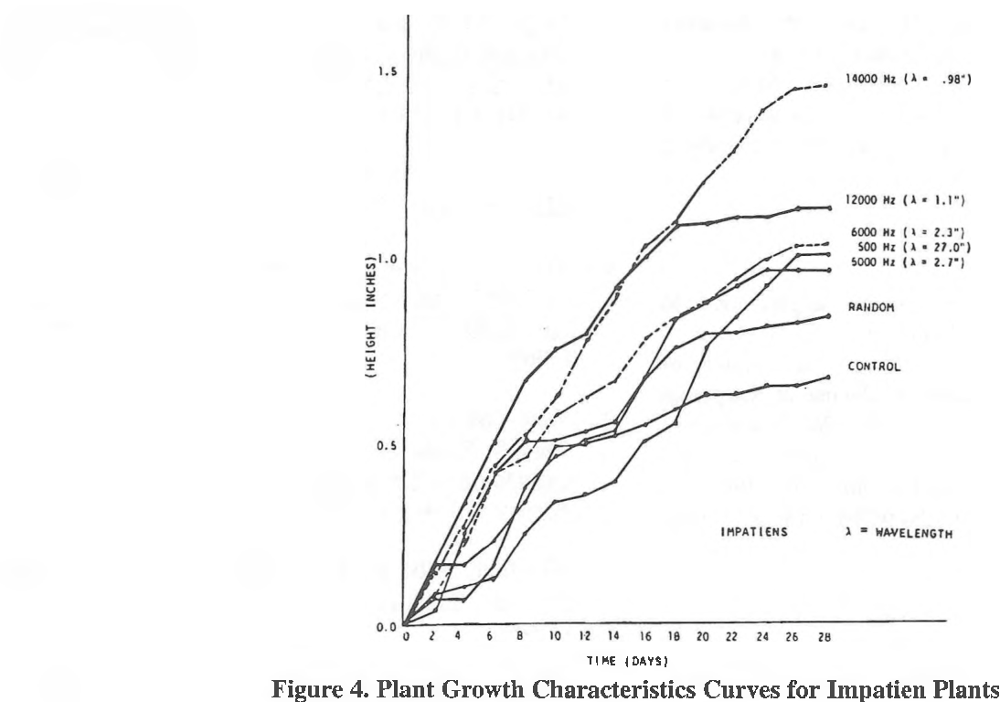 1.5
14000 Hz (λ = .98")
12000 Hz (λ = 1.1")
6000 Hz (λ = 2.3")
500 Hz (λ = 27.0")
5000 Hz (λ = 2.7")
1.0
(HEIGHT INCHES)
RANDOM
CONTROL
0.5
IMPATIENS λ = WAVELENGTH
0.0
0 2 4 6 8 10 12 14 16 18 20 22 24 26 28
TIME (DAYS)
Figure 4. Plant Growth Characteristics Curves for Impatien Plants